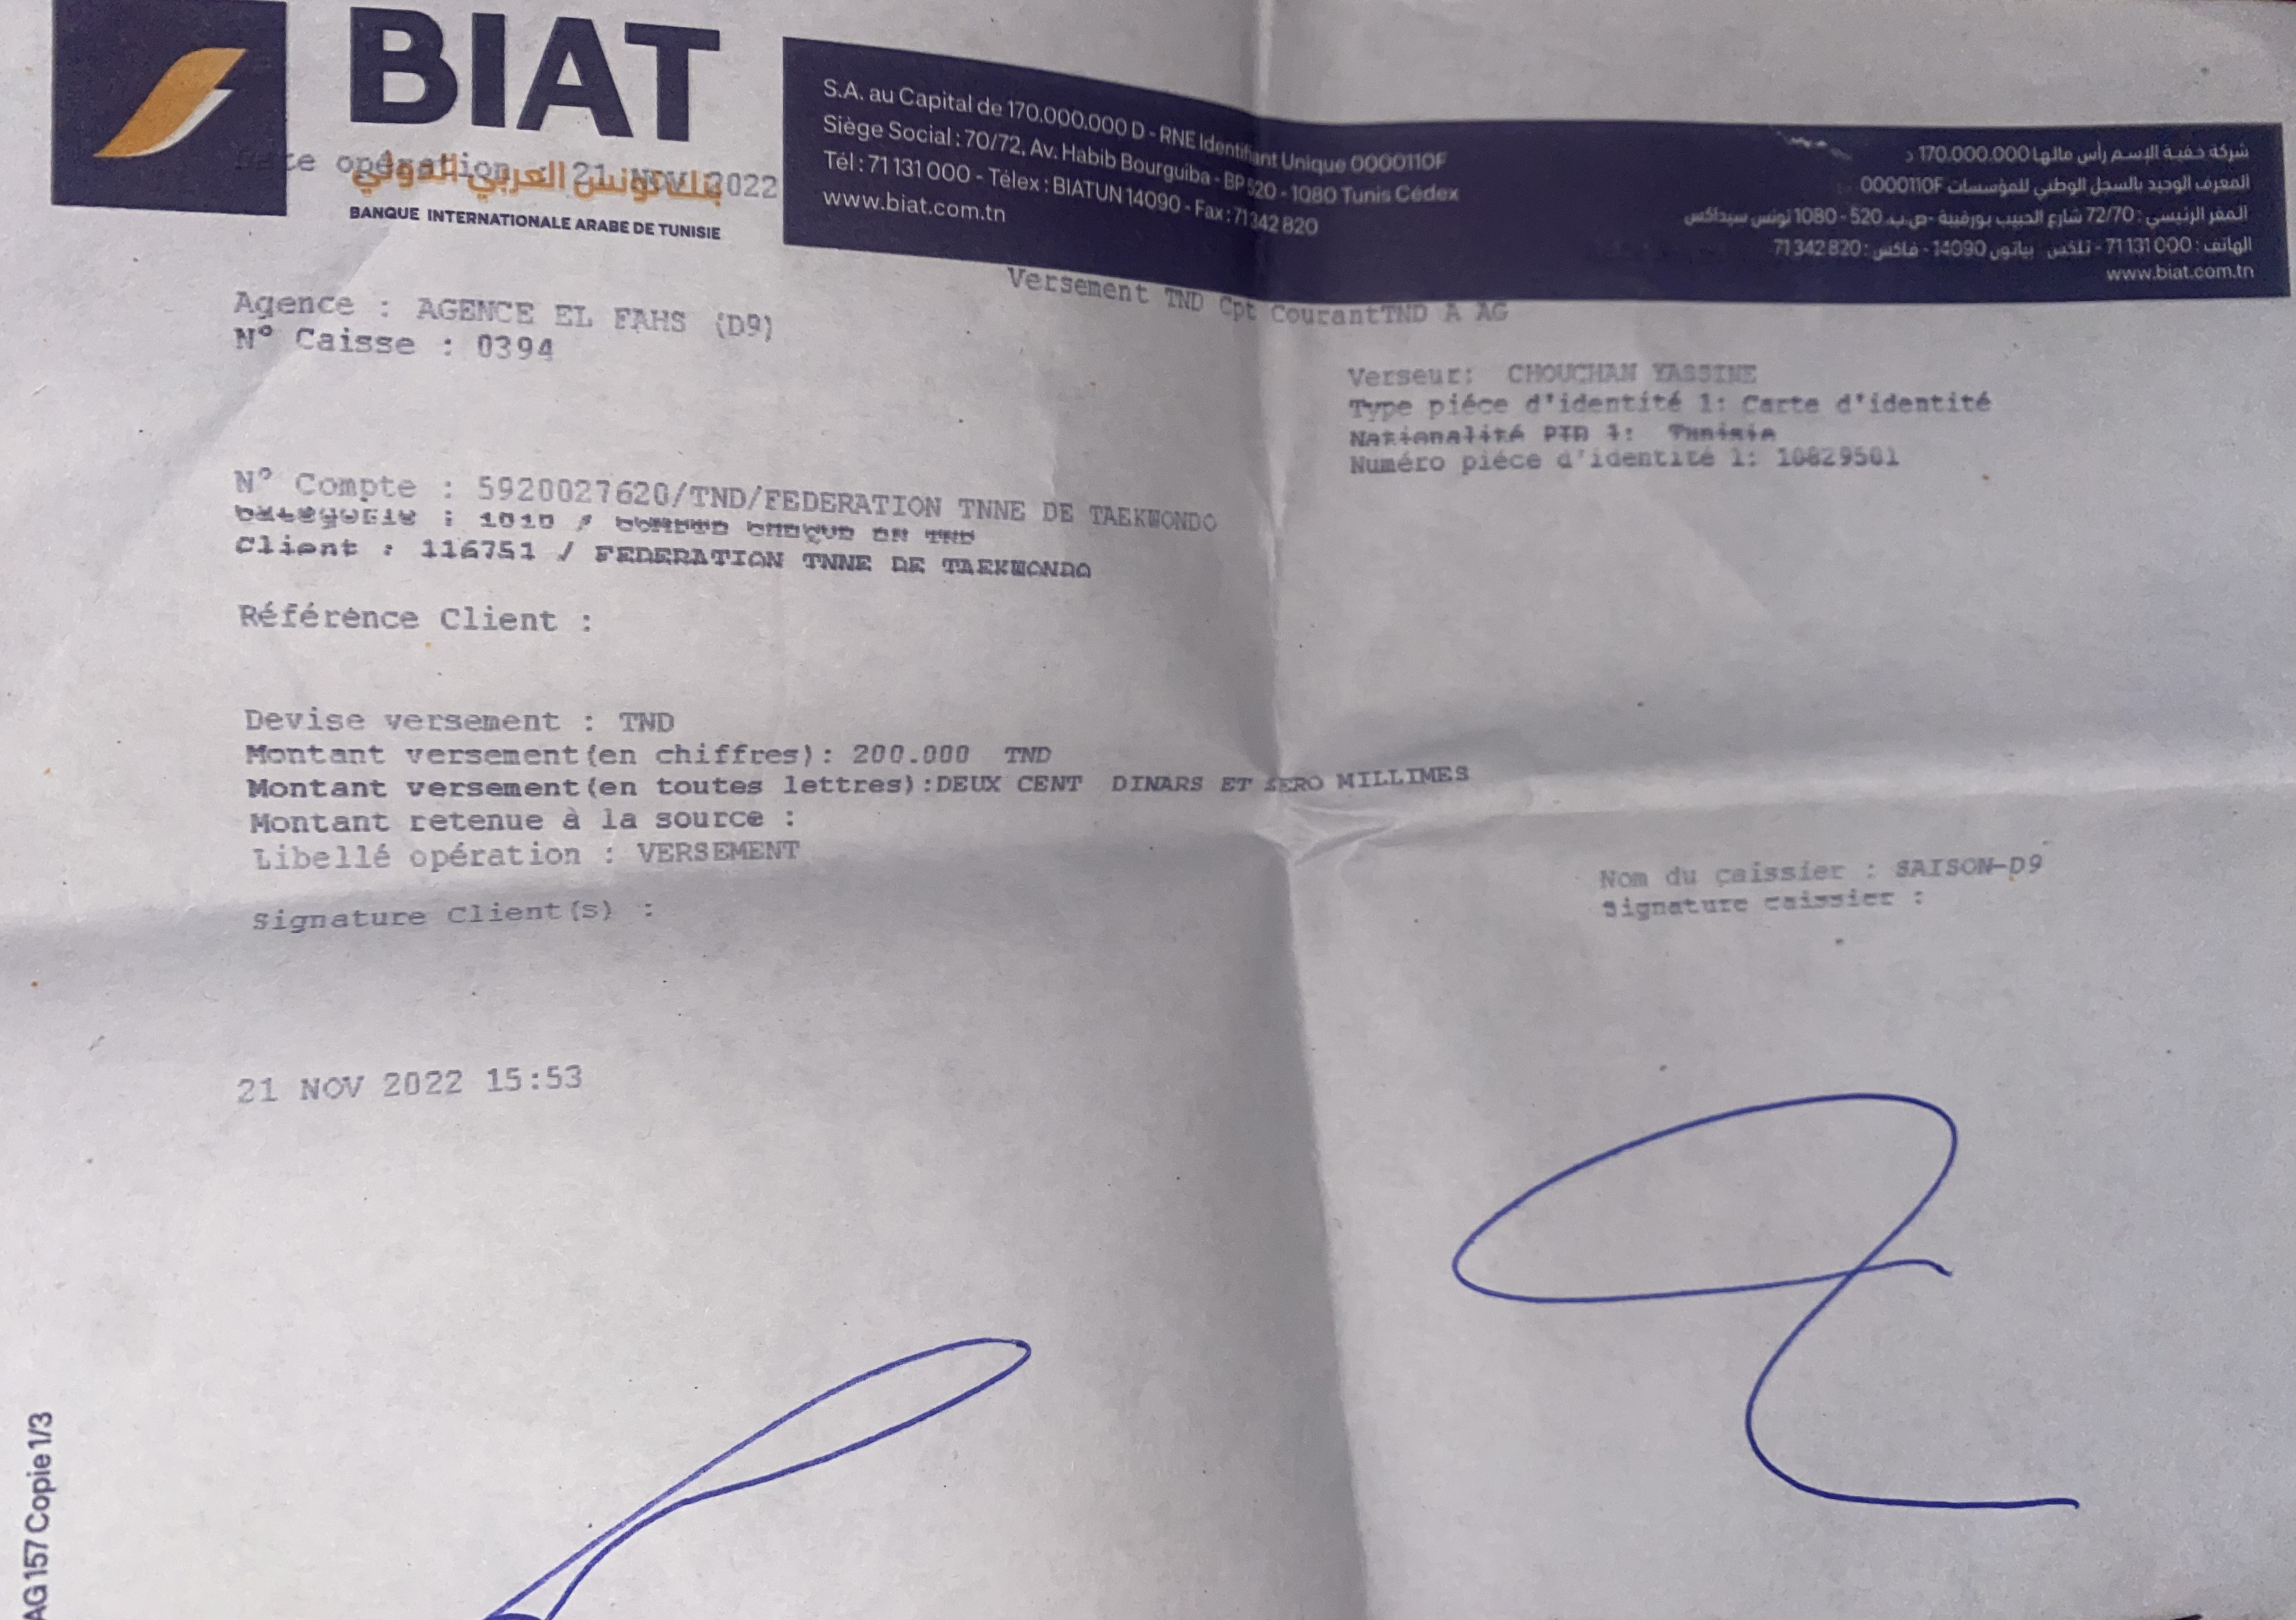 BIAT
Date opération : 21 NOV 2022
بنك تونس العربي الدولي
BANQUE INTERNATIONALE ARABE DE TUNISIE
S.A. au Capital de 170.000.000 D - RNE Identifiant Unique 0000110F
Siège Social : 70/72, Av. Habib Bourguiba - BP 520 - 1080 Tunis Cédex
Tél : 71 131 000 - Télex : BIATUN 14090 - Fax : 71 342 820
www.biat.com.tn
شركة خفية الإسم رأس مالها 170.000.000 د
المعرف الوحيد بالسجل الوطني للمؤسسات 0000110F
المقر الرئيسي : 72/70 شارع الحبيب بورقيبة -ص.ب. 520 - 1080 تونس سيداكس
الهاتف : 71 131 000 - تلكس بياتون 14090 - فاكس : 71 342 820
www.biat.com.tn
Versement TND Cpt CourantTND A AG
Agence : AGENCE EL FAHS (D9)
N° Caisse : 0394
Verseur: CHOUCHAN YASSINE
Type piéce d'identité 1: Carte d'identité
Nationalité PID 1: Tunisia
Numéro piéce d'identité 1: 10829501
N° Compte : 5920027620/TND/FEDERATION TNNE DE TAEKWONDO
Categorie : 1010 / COMPTE CHEQUE EN TND
Client : 116751 / FEDERATION TNNE DE TAEKWONDO
Référence Client :
Devise versement : TND
Montant versement(en chiffres): 200.000 TND
Montant versement(en toutes lettres):DEUX CENT DINARS ET ZERO MILLIMES
Montant retenue à la source :
Libellé opération : VERSEMENT
Nom du caissier : SAISON-D9
Signature caissier :
Signature Client(s) :
21 NOV 2022 15:53
AG 157 Copie 1/3